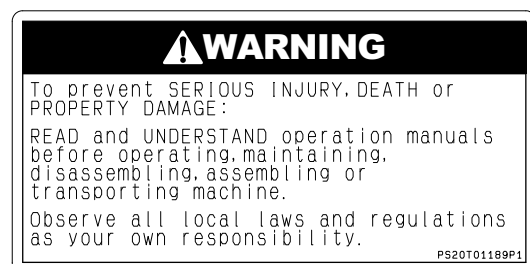 WARNING
To prevent SERIOUS INJURY, DEATH or
PROPERTY DAMAGE:
READ and UNDERSTAND operation manuals
before operating, maintaining,
disassembling, assembling or
transporting machine.
Observe all local laws and regulations
as your own responsibility.
PS20T01189P1